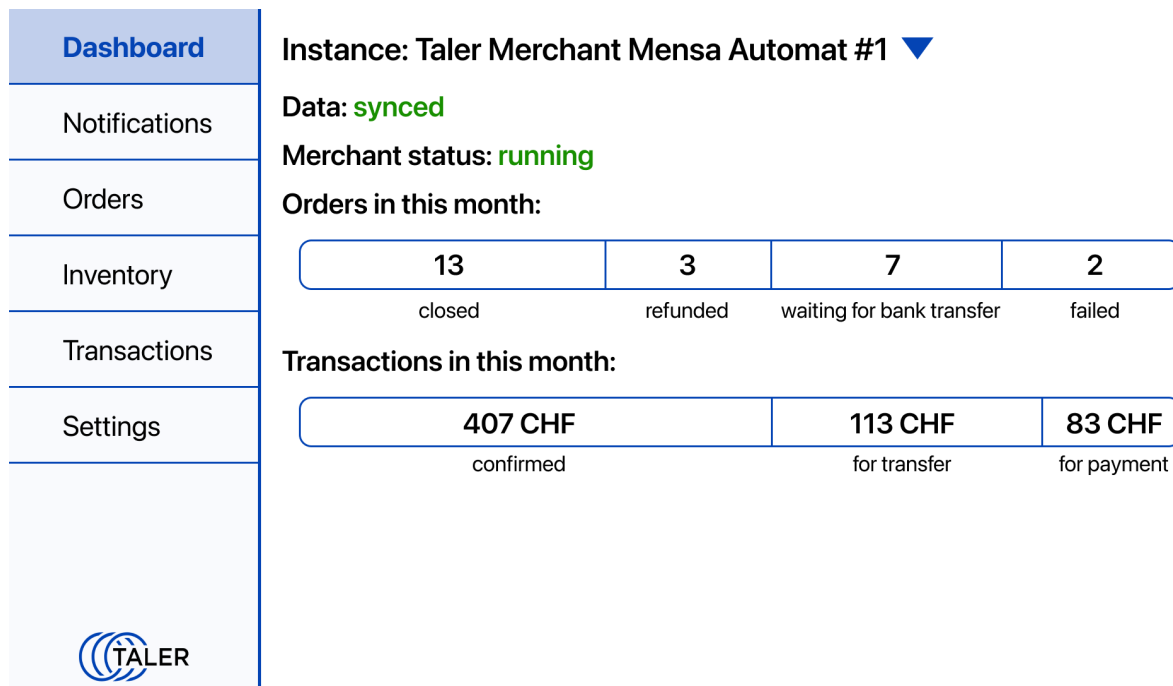 Dashboard
Notifications
Orders
Inventory
Transactions
Settings
TALER
Instance: Taler Merchant Mensa Automat #1
Data: synced
Merchant status: running
Orders in this month:
13 3 7 2
closed refunded waiting for bank transfer failed
Transactions in this month:
407 CHF 113 CHF 83 CHF
confirmed for transfer for payment